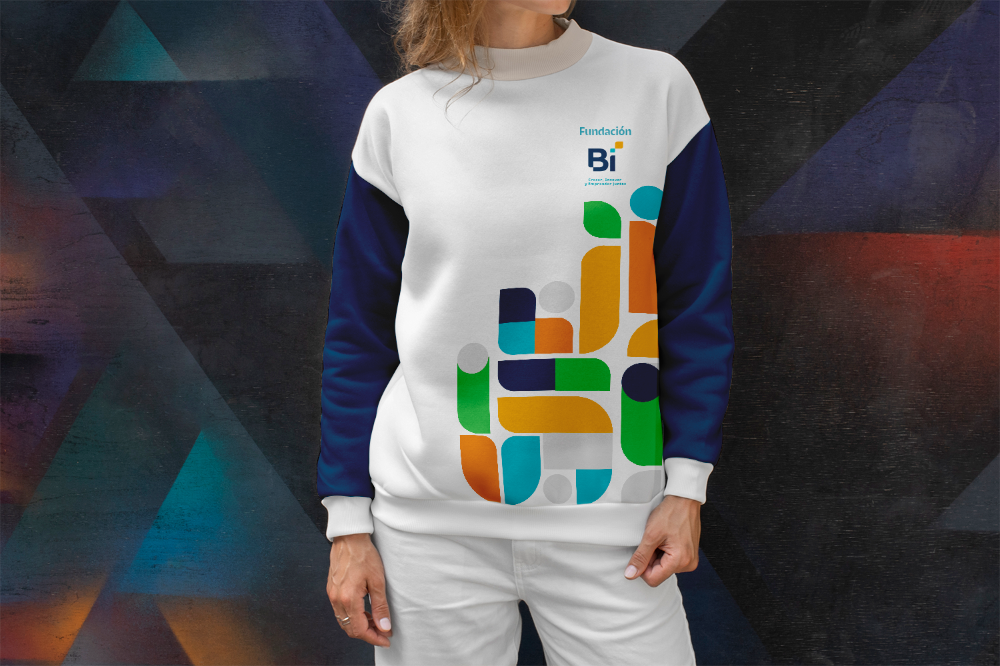 Fundación
Bi
Crecer, Innovar
y Emprender Juntos